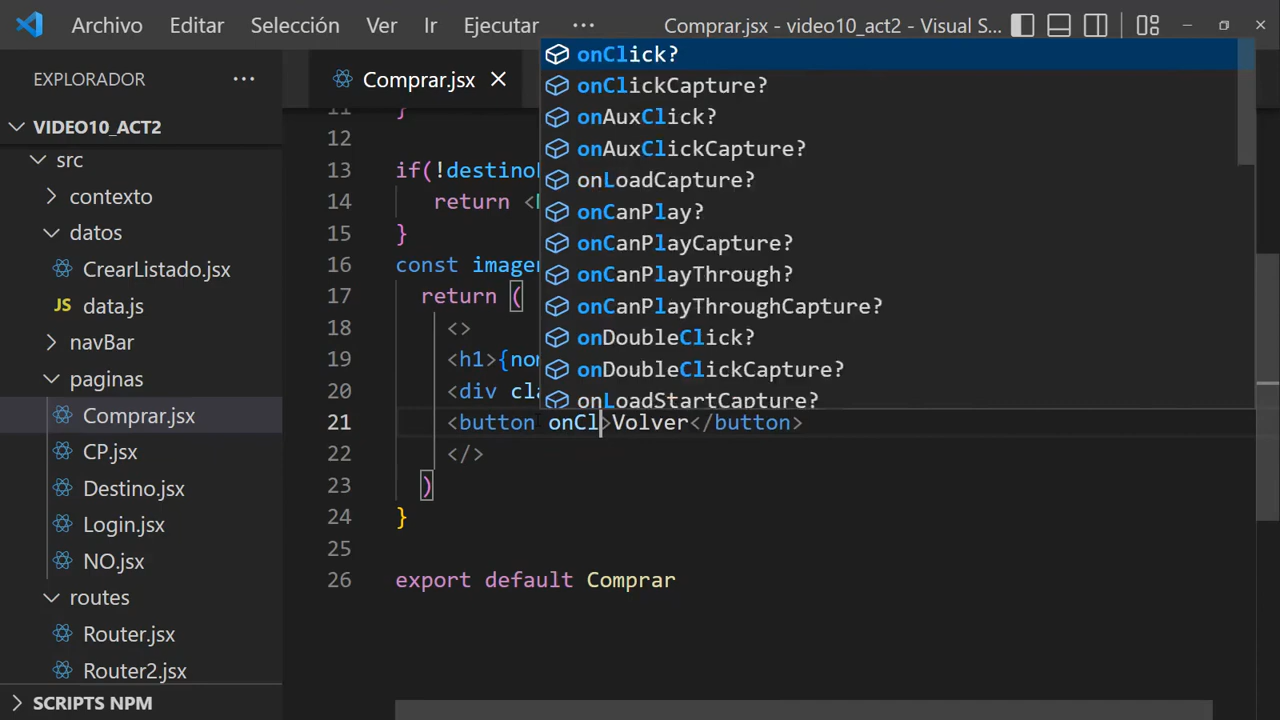 Archivo Editar Selección Ver Ir Ejecutar ··· Comprar.jsx - video10_act2 - Visual S...
EXPLORADOR ···
Comprar.jsx
VIDEO10_ACT2
src
contexto
datos
CrearListado.jsx
JS data.js
navBar
paginas
Comprar.jsx
CP.jsx
Destino.jsx
Login.jsx
NO.jsx
routes
Router.jsx
Router2.jsx
SCRIPTS NPM
11 }
12
13 if(!destino
14 return <
15 }
16 const imagen
17 return (
18 <>
19 <h1>{nom
20 <div cla
21 <button onCl>Volver</button>
22 </>
23 )
24 }
25
26 export default Comprar
onClick?
onClickCapture?
onAuxClick?
onAuxClickCapture?
onLoadCapture?
onCanPlay?
onCanPlayCapture?
onCanPlayThrough?
onCanPlayThroughCapture?
onDoubleClick?
onDoubleClickCapture?
onLoadStartCapture?